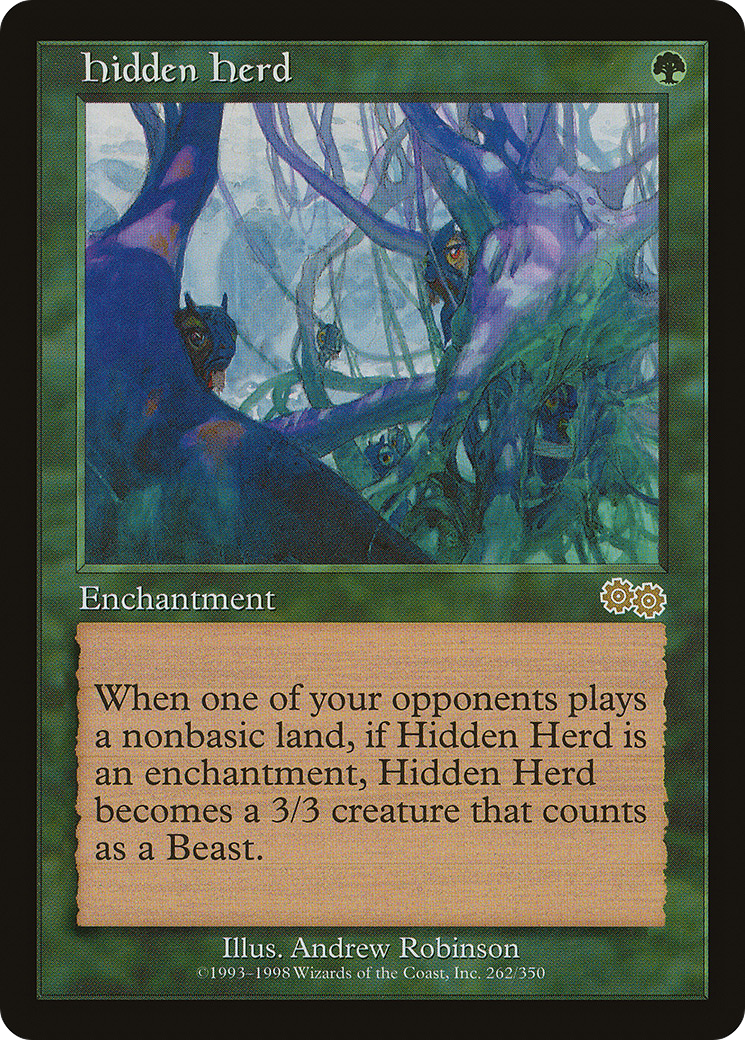 Hidden Herd
Enchantment
When one of your opponents plays
a nonbasic land, if Hidden Herd is
an enchantment, Hidden Herd
becomes a 3/3 creature that counts
as a Beast.
Illus. Andrew Robinson
©1993–1998 Wizards of the Coast, Inc. 262/350